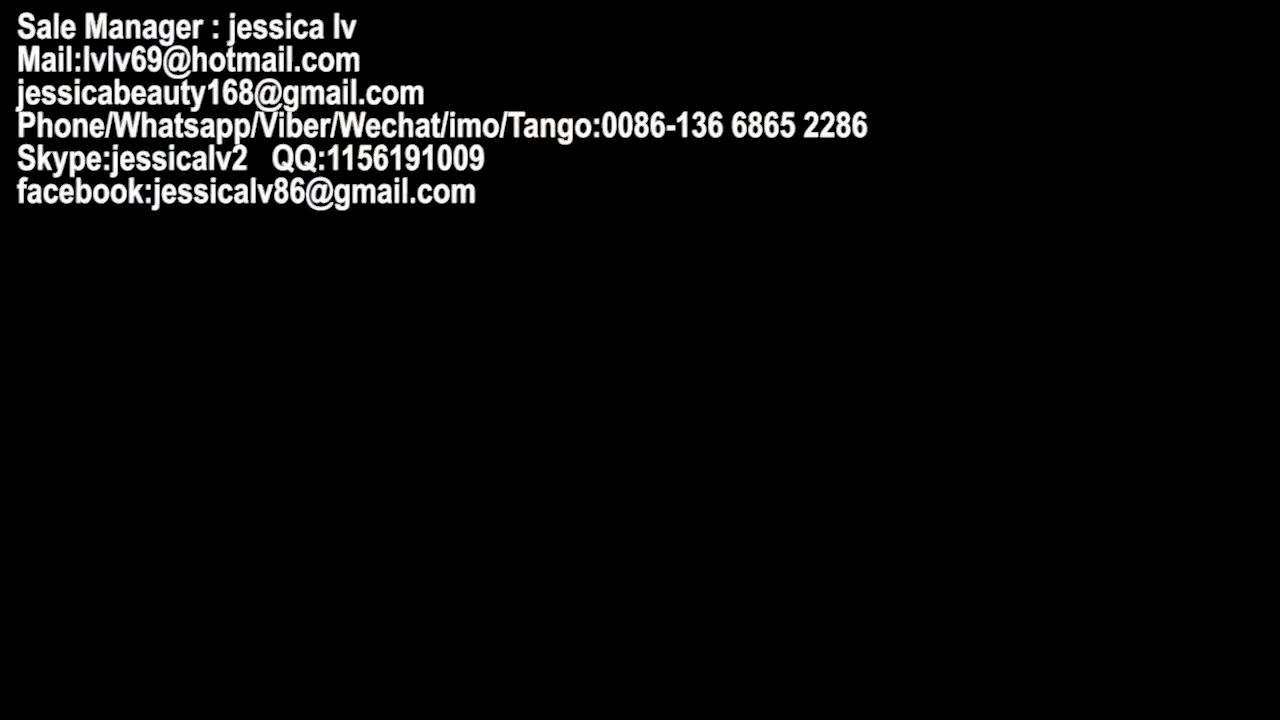 Sale Manager : jessica lv
Mail:lvlv69@hotmail.com
jessicabeauty168@gmail.com
Phone/Whatsapp/Viber/Wechat/imo/Tango:0086-136 6865 2286
Skype:jessicalv2   QQ:1156191009
facebook:jessicalv86@gmail.com